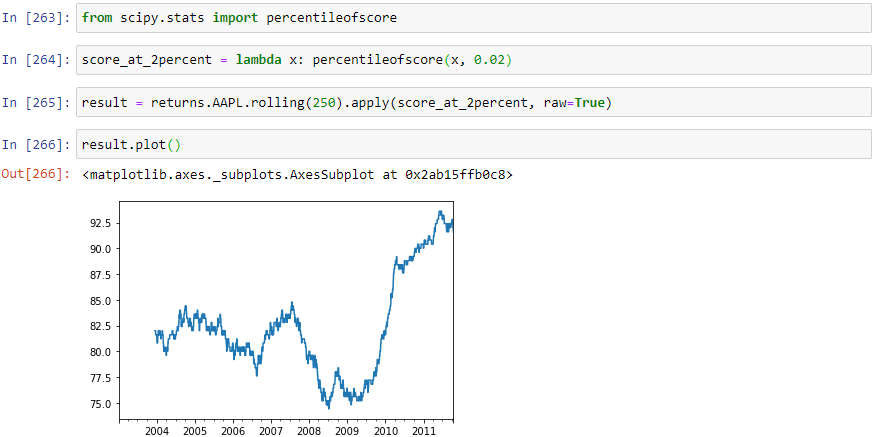 In [263]: from scipy.stats import percentileofscore
In [264]: score_at_2percent = lambda x: percentileofscore(x, 0.02)
In [265]: result = returns.AAPL.rolling(250).apply(score_at_2percent, raw=True)
In [266]: result.plot()
Out[266]: <matplotlib.axes._subplots.AxesSubplot at 0x2ab15ffb0c8>
92.5
90.0
87.5
85.0
82.5
80.0
77.5
75.0
2004 2005 2006 2007 2008 2009 2010 2011